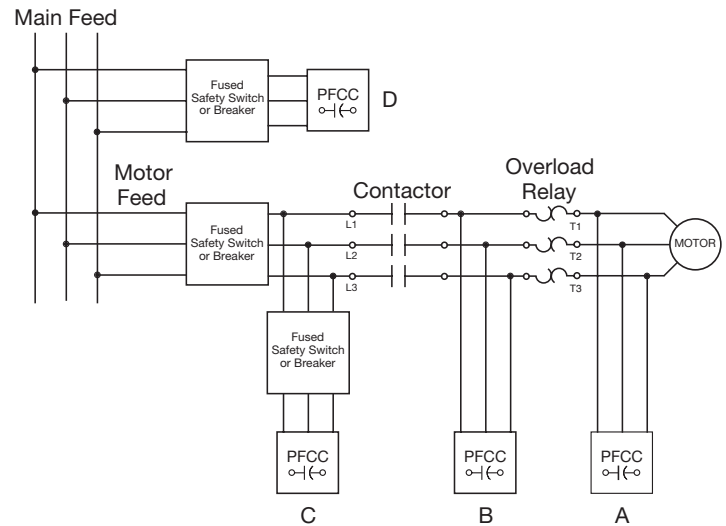 Main Feed
Fused
Safety Switch
or Breaker
PFCC
D
Motor
Feed
Fused
Safety Switch
or Breaker
Contactor
Overload
Relay
L1
L2
L3
T1
T2
T3
MOTOR
Fused
Safety Switch
or Breaker
PFCC
C
PFCC
B
PFCC
A